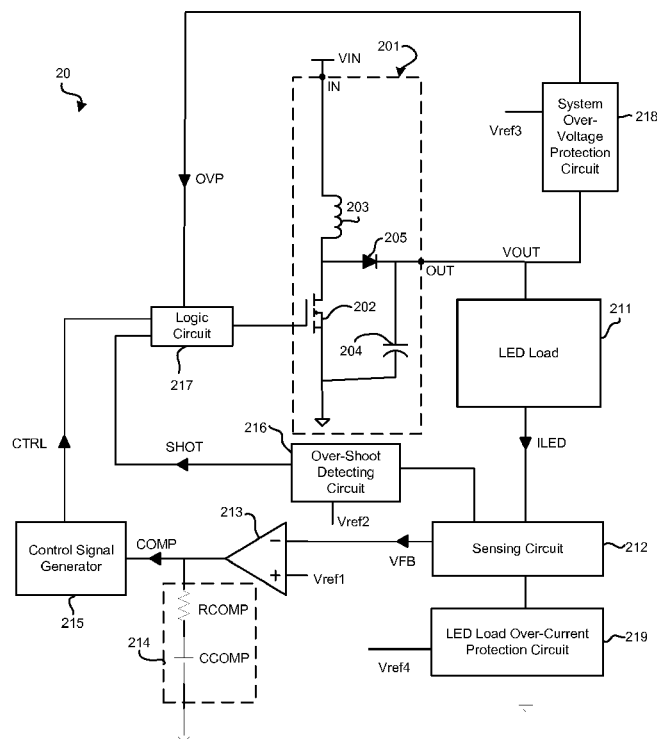 201
VIN
IN
20
System
Over-
Voltage
Protection
Circuit
218
Vref3
OVP
203
205
VOUT
OUT
202
204
Logic
Circuit
217
LED Load
211
CTRL
SHOT
216
Over-Shoot
Detecting
Circuit
ILED
Vref2
213
COMP
Control Signal
Generator
215
−
+
Vref1
VFB
Sensing Circuit
212
RCOMP
214
CCOMP
LED Load Over-Current
Protection Circuit
219
Vref4